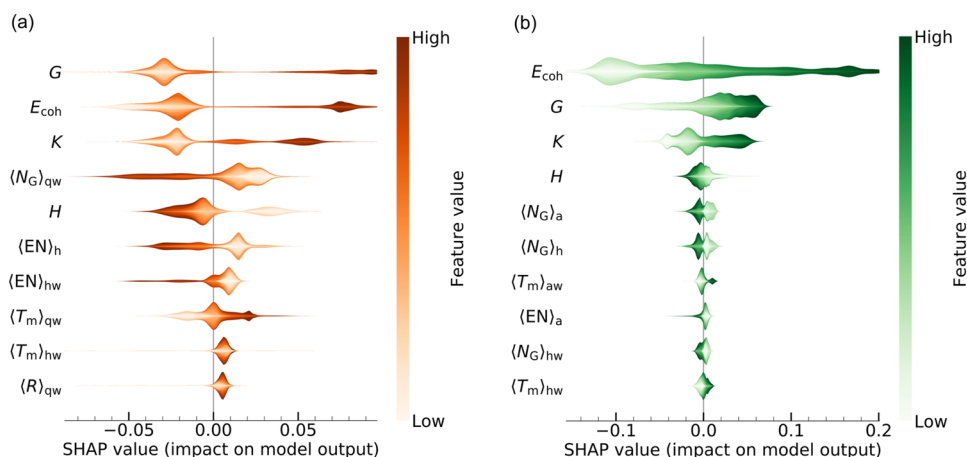 (a)
High
G
E_coh
K
⟨N_G⟩_qw
H
⟨EN⟩_h
⟨EN⟩_hw
⟨T_m⟩_qw
⟨T_m⟩_hw
⟨R⟩_qw
Low
Feature value
−0.05 0.00 0.05
SHAP value (impact on model output)
(b)
High
E_coh
G
K
H
⟨N_G⟩_a
⟨N_G⟩_h
⟨T_m⟩_aw
⟨EN⟩_a
⟨N_G⟩_hw
⟨T_m⟩_hw
Low
Feature value
−0.1 0.0 0.1 0.2
SHAP value (impact on model output)